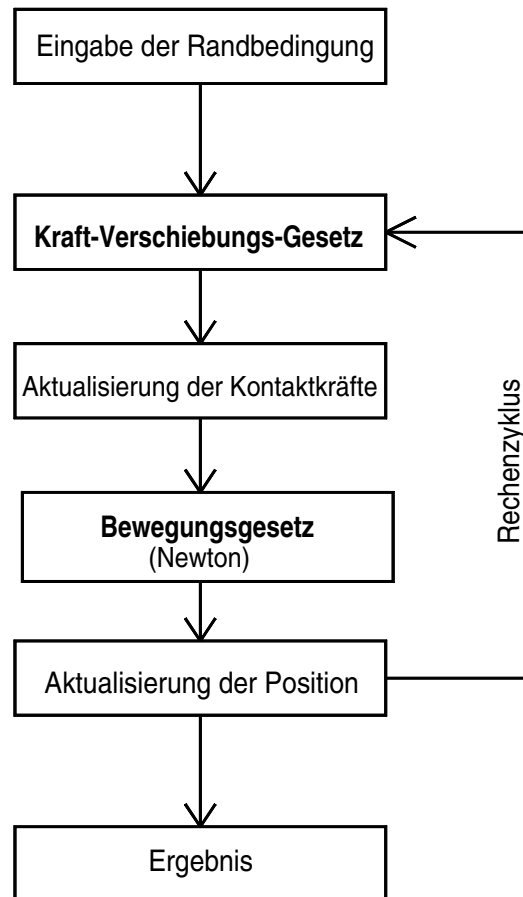 Eingabe der Randbedingung
Kraft-Verschiebungs-Gesetz
Aktualisierung der Kontaktkräfte
Bewegungsgesetz
(Newton)
Aktualisierung der Position
Ergebnis
Rechenzyklus